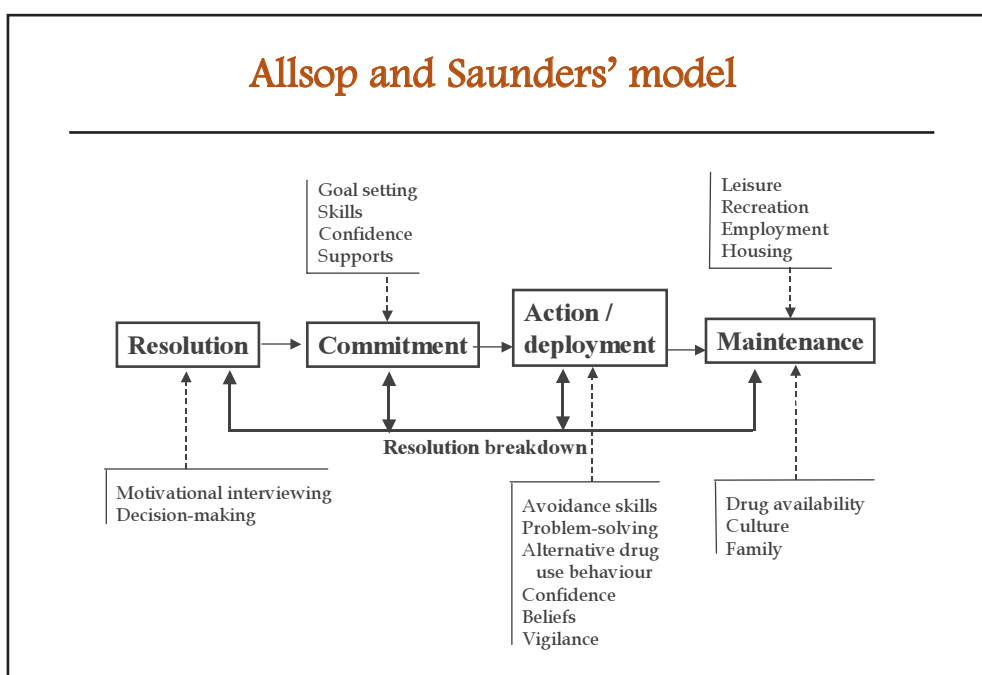 Allsop and Saunders’ model
Goal setting
Skills
Confidence
Supports
Leisure
Recreation
Employment
Housing
Resolution
Commitment
Action /
deployment
Maintenance
Resolution breakdown
Motivational interviewing
Decision-making
Avoidance skills
Problem-solving
Alternative drug
use behaviour
Confidence
Beliefs
Vigilance
Drug availability
Culture
Family